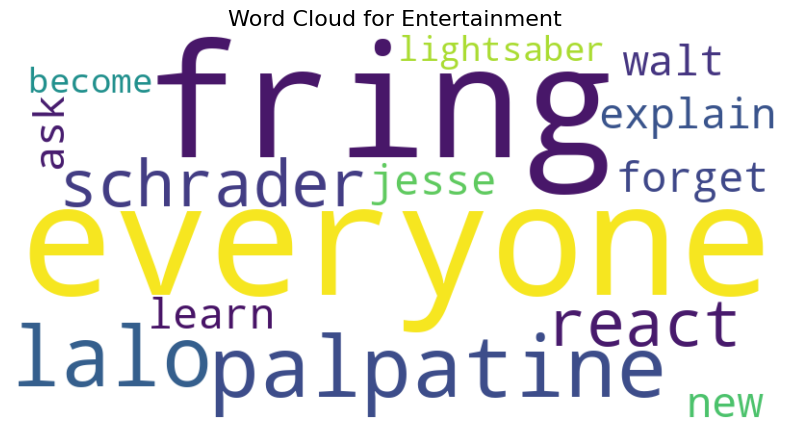 Word Cloud for Entertainment
fring
lightsaber
walt
become
explain
ask
schrader
jesse
forget
everyone
learn
react
lalo
palpatine
new